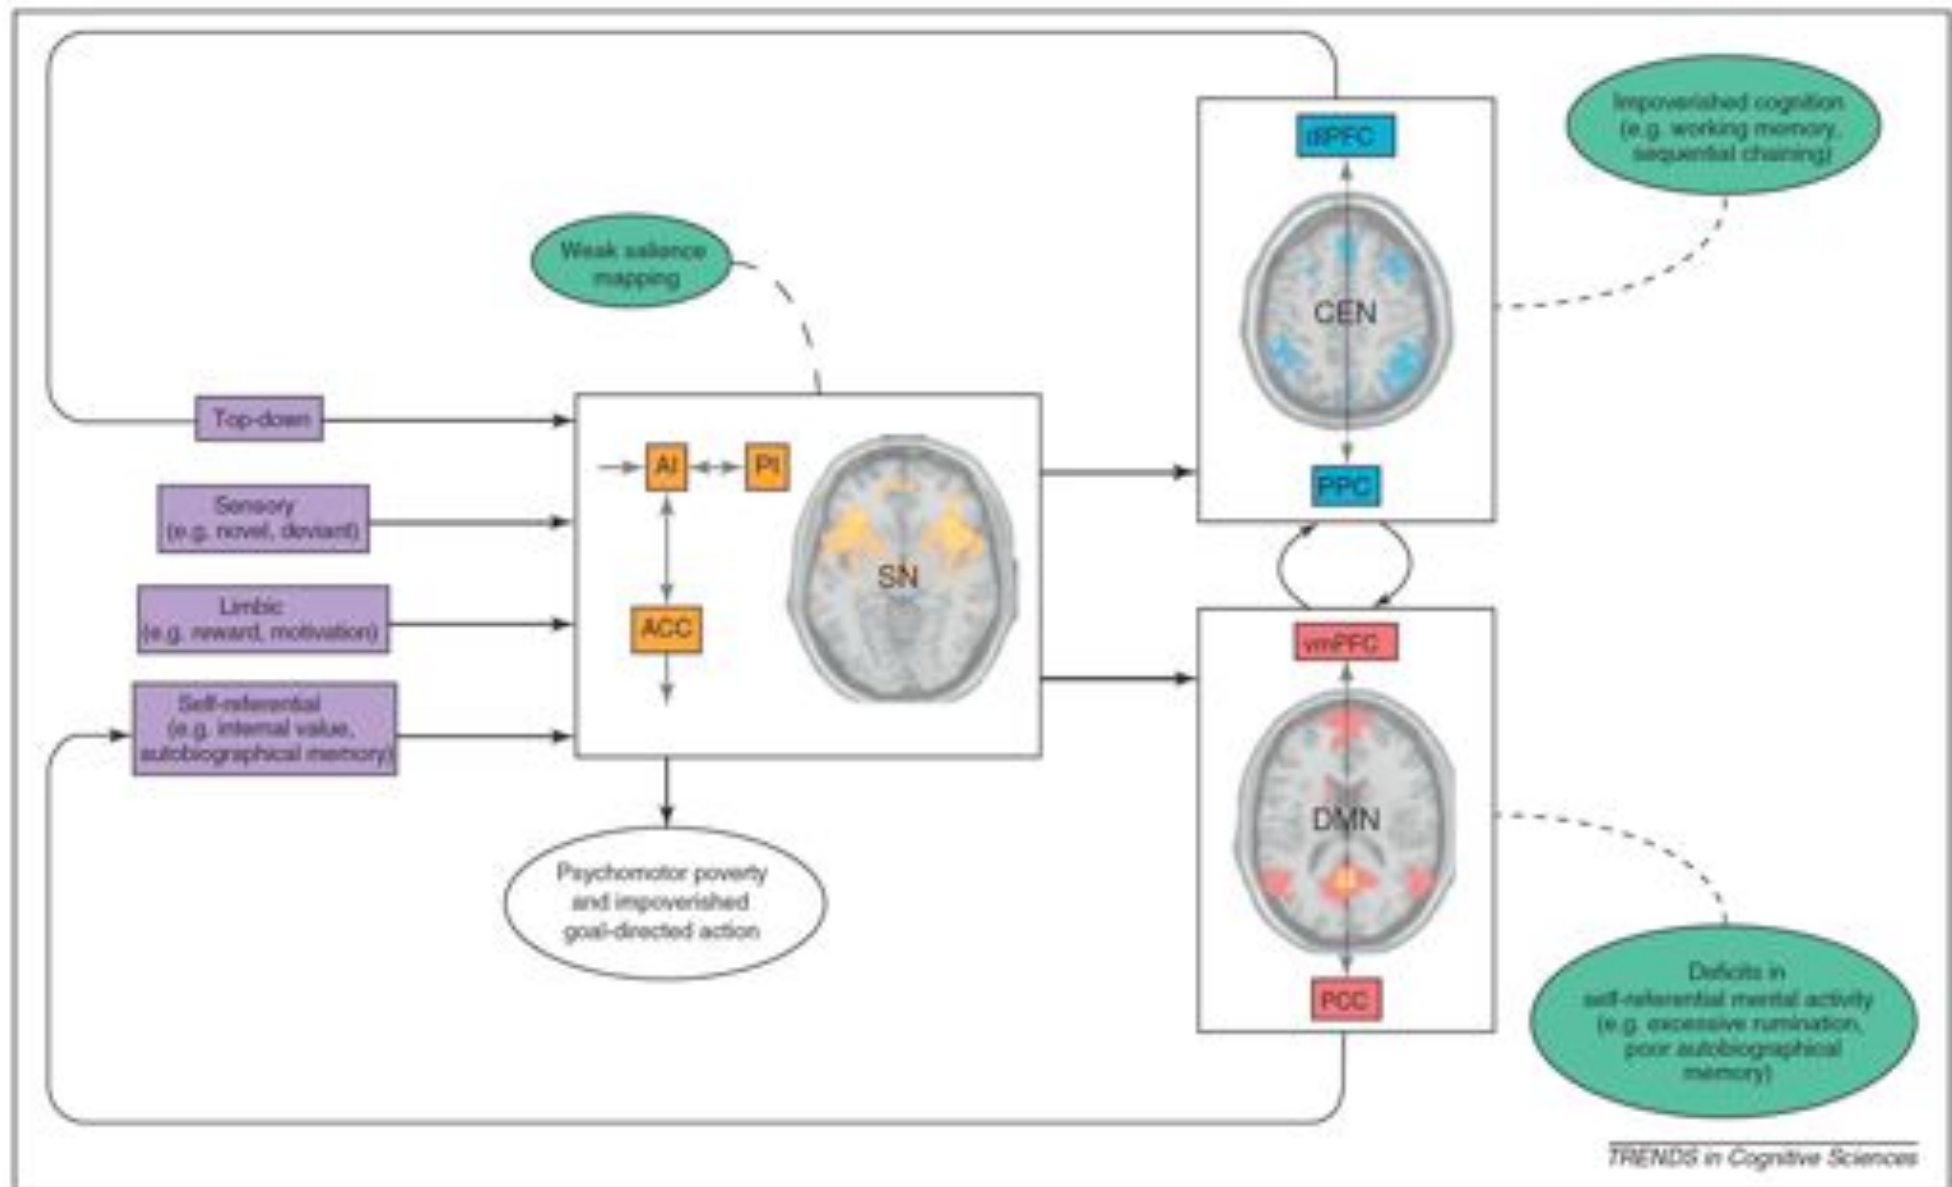 dlPFC
Impoverished cognition
(e.g. working memory,
sequential chaining)
Weak salience
mapping
CEN
Top-down
AI
PI
PPC
Sensory
(e.g. novel, deviant)
SN
Limbic
(e.g. reward, motivation)
ACC
vmPFC
Self-referential
(e.g. internal value,
autobiographical memory)
DMN
Psychomotor poverty
and impoverished
goal-directed action
PCC
Deficits in
self-referential mental activity
(e.g. excessive rumination,
poor autobiographical
memory)
TRENDS in Cognitive Sciences